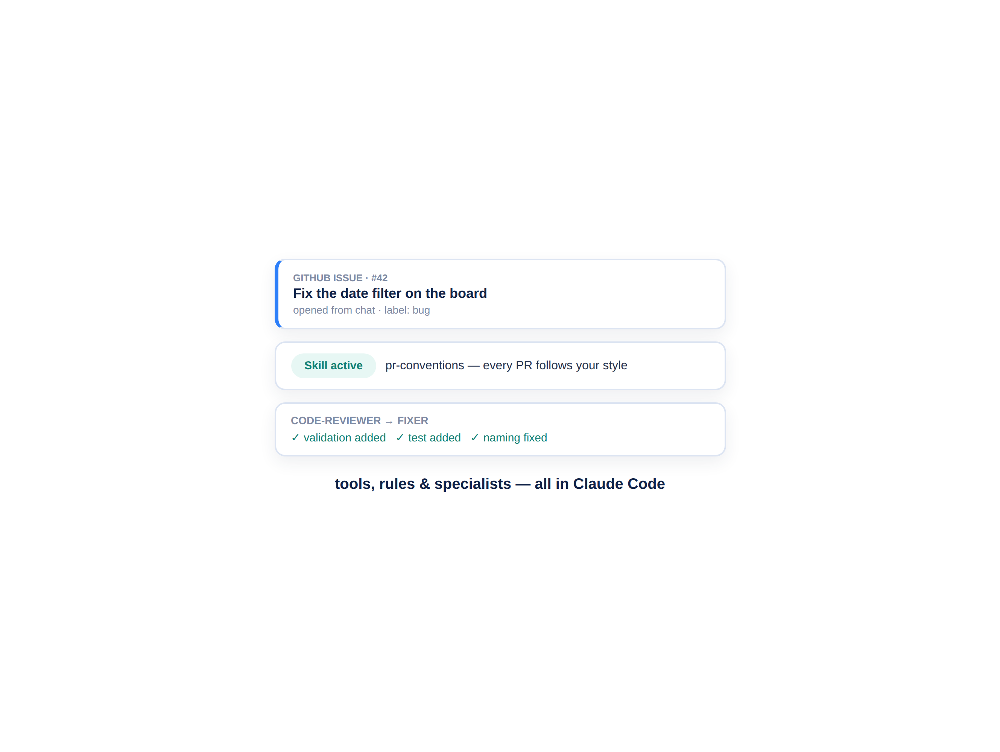 GITHUB ISSUE · #42
Fix the date filter on the board
opened from chat · label: bug
Skill active pr-conventions — every PR follows your style
CODE-REVIEWER → FIXER
✓ validation added ✓ test added ✓ naming fixed
tools, rules & specialists — all in Claude Code